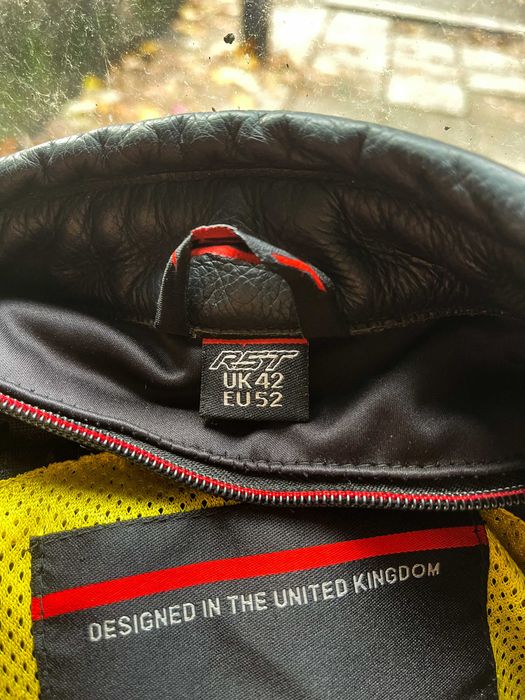 RST
UK 42
EU 52
DESIGNED IN THE UNITED KINGDOM